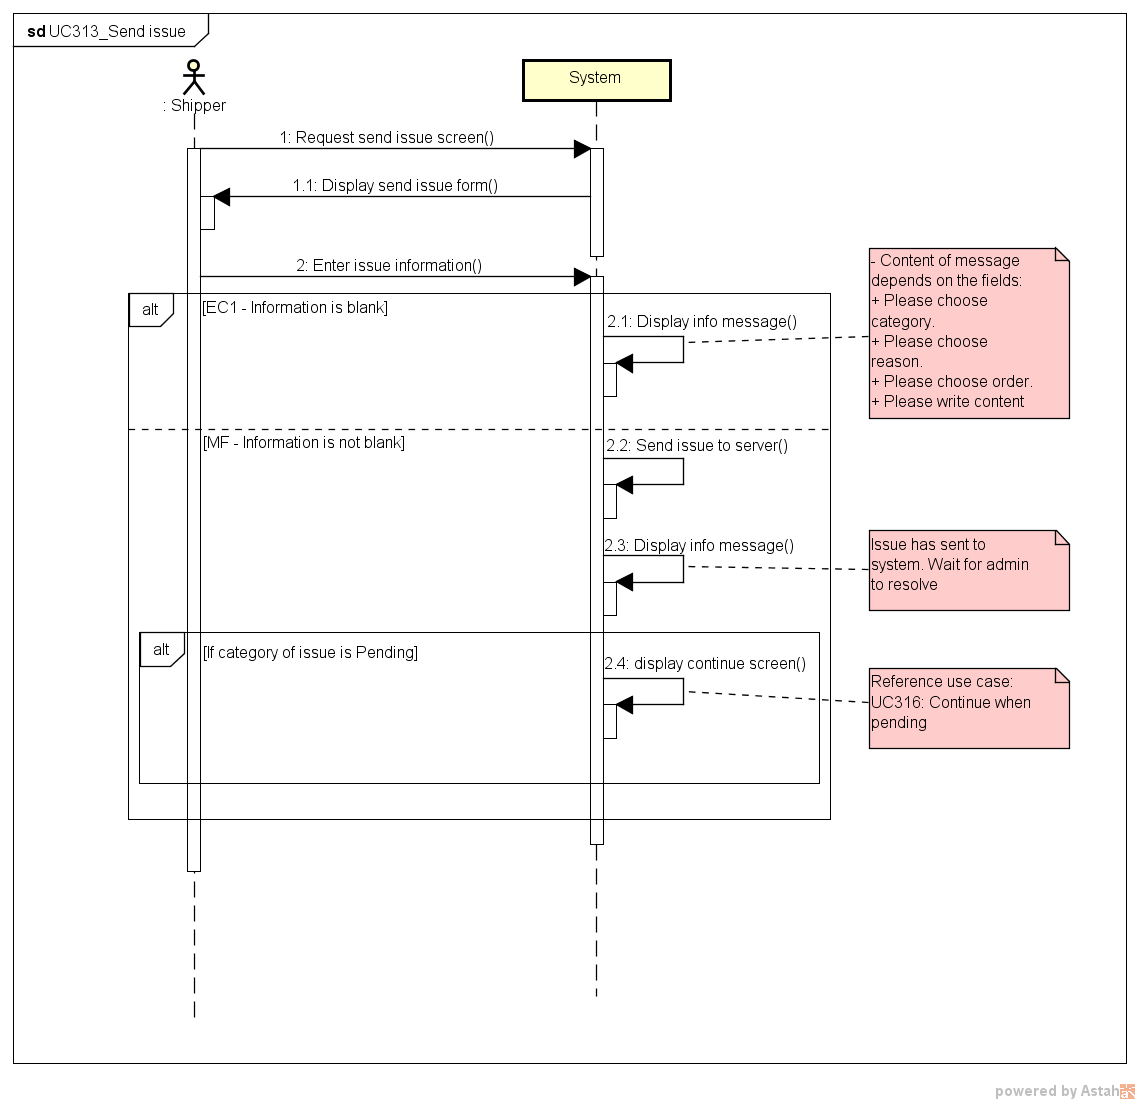 sd UC313_Send issue
: Shipper
System
1: Request send issue screen()
1.1: Display send issue form()
2: Enter issue information()
alt
[EC1 - Information is blank]
2.1: Display info message()
- Content of message
depends on the fields:
+ Please choose
category.
+ Please choose
reason.
+ Please choose order.
+ Please write content
[MF - Information is not blank]
2.2: Send issue to server()
2.3: Display info message()
Issue has sent to
system. Wait for admin
to resolve
alt
[If category of issue is Pending]
2.4: display continue screen()
Reference use case:
UC316: Continue when
pending
powered by Astah